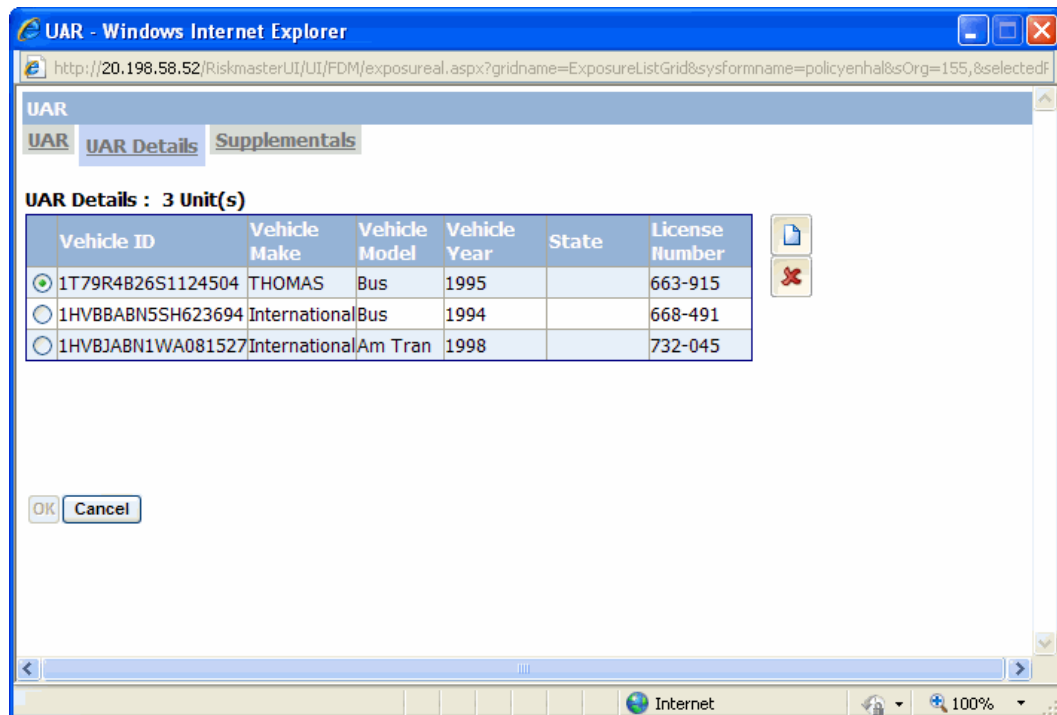 UAR - Windows Internet Explorer
http://20.198.58.52/RiskmasterUI/UI/FDM/exposureal.aspx?gridname=ExposureListGrid&sysformname=policyenhal&sOrg=155,&selectedF
UAR
UAR UAR Details Supplementals
UAR Details : 3 Unit(s)
Vehicle ID Vehicle Make Vehicle Model Vehicle Year State License Number
1T79R4B26S1124504 THOMAS Bus 1995 663-915
1HVBBABN5SH623694 International Bus 1994 668-491
1HVBJABN1WA081527 International Am Tran 1998 732-045
OK Cancel
Internet 100%